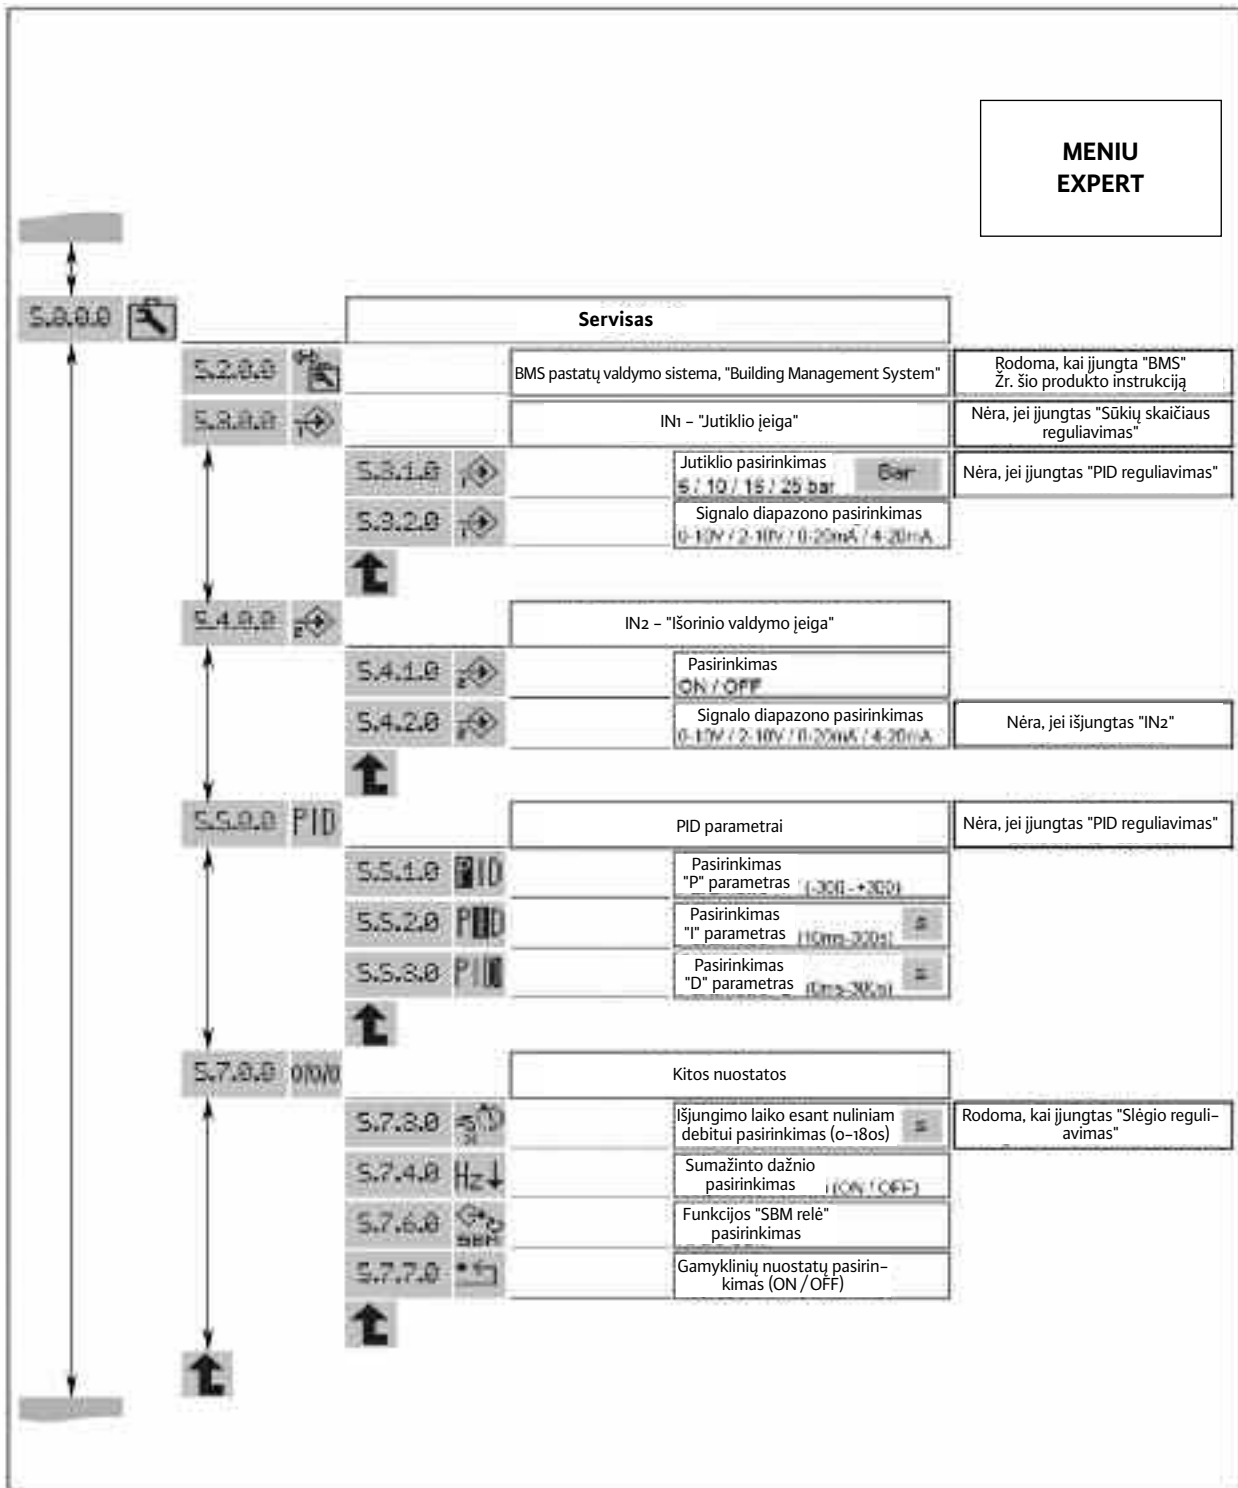 MENIU
EXPERT
5.0.0.0
Servisas
5.2.0.0
BMS pastatų valdymo sistema, "Building Management System"
Rodoma, kai įjungta "BMS"
Žr. šio produkto instrukciją
5.3.0.0
IN1 – "Jutiklio įeiga"
Nėra, jei įjungtas "Sūkių skaičiaus
reguliavimas"
5.3.1.0
Jutiklio pasirinkimas
6 / 10 / 16 / 25 bar
Bar
Nėra, jei įjungtas "PID reguliavimas"
5.3.2.0
Signalo diapazono pasirinkimas
0-10V / 2-10V / 0-20mA / 4-20mA
5.4.0.0
IN2 – "Išorinio valdymo įeiga"
5.4.1.0
Pasirinkimas
ON / OFF
5.4.2.0
Signalo diapazono pasirinkimas
0-10V / 2-10V / 0-20mA / 4-20mA
Nėra, jei išjungtas "IN2"
5.5.0.0 PID
PID parametrai
Nėra, jei įjungtas "PID reguliavimas"
5.5.1.0 PID
Pasirinkimas
"P" parametras (-300 - +300)
5.5.2.0 PID
Pasirinkimas
"I" parametras (10ms-300s)
s
5.5.3.0 PID
Pasirinkimas
"D" parametras (0ms-300s)
s
5.7.0.0 0/0/0
Kitos nuostatos
5.7.3.0
Išjungimo laiko esant nuliniam
debitui pasirinkimas (0–180s)
s
Rodoma, kai įjungtas "Slėgio reguli–
avimas"
5.7.4.0 Hz
Sumažinto dažnio
pasirinkimas (ON / OFF)
5.7.6.0 SBM
Funkcijos "SBM relė"
pasirinkimas
5.7.7.0
Gamyklinių nuostatų pasirin–
kimas (ON / OFF)